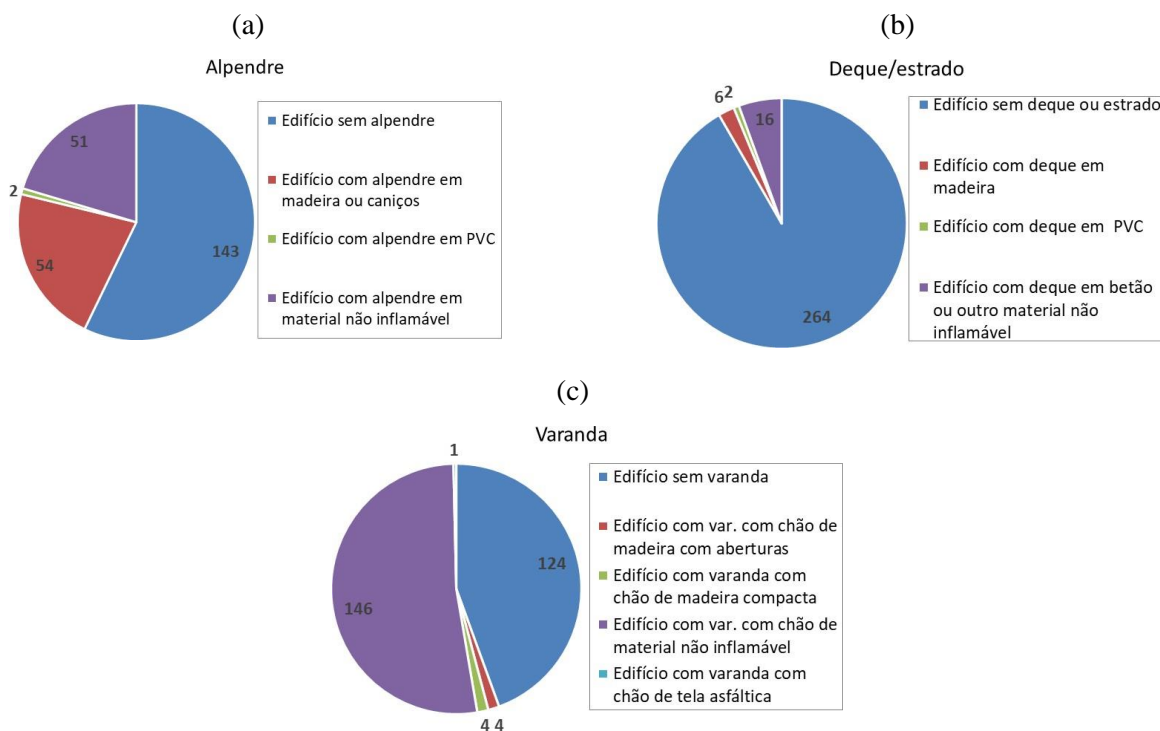 (a)
Alpendre
51
2
54
143
Edifício sem alpendre
Edifício com alpendre em
madeira ou caniços
Edifício com alpendre em PVC
Edifício com alpendre em
material não inflamável
(b)
Deque/estrado
6 2
16
264
Edifício sem deque ou estrado
Edifício com deque em
madeira
Edifício com deque em PVC
Edifício com deque em betão
ou outro material não
inflamável
(c)
Varanda
1
124
146
4 4
Edifício sem varanda
Edifício com var. com chão de
madeira com aberturas
Edifício com varanda com
chão de madeira compacta
Edifício com var. com chão de
material não inflamável
Edifício com varanda com
chão de tela asfáltica